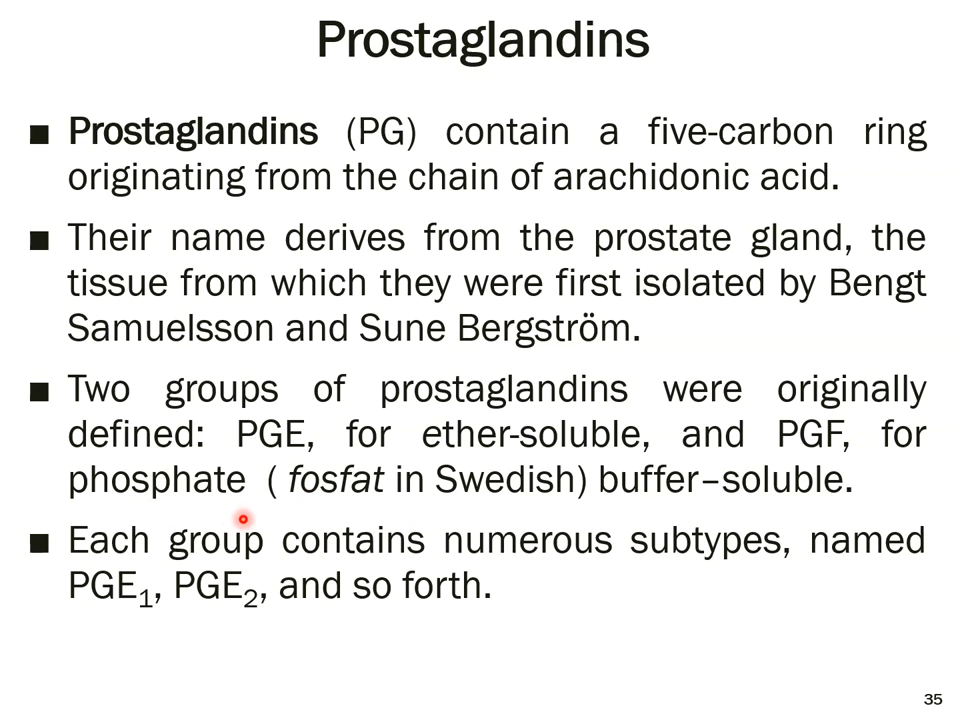 Prostaglandins
■ Prostaglandins (PG) contain a five-carbon ring
originating from the chain of arachidonic acid.
■ Their name derives from the prostate gland, the
tissue from which they were first isolated by Bengt
Samuelsson and Sune Bergström.
■ Two groups of prostaglandins were originally
defined: PGE, for ether-soluble, and PGF, for
phosphate ( fosfat in Swedish) buffer–soluble.
■ Each group contains numerous subtypes, named
PGE₁, PGE₂, and so forth.
35